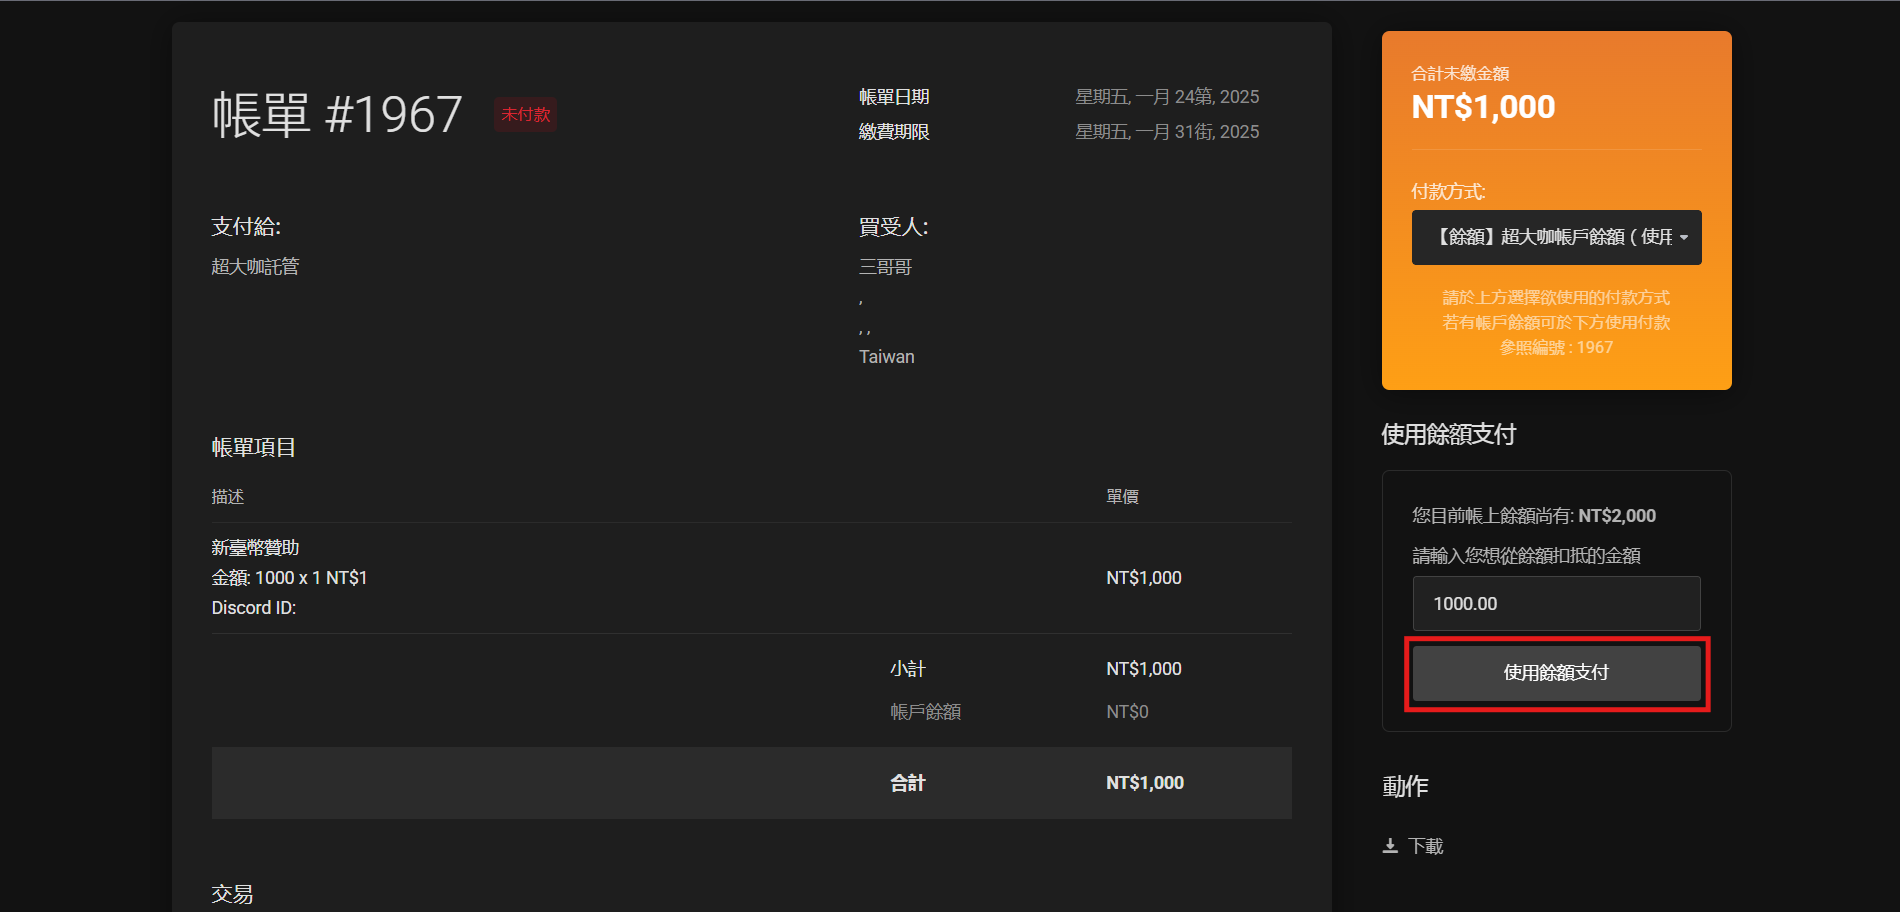 帳單 #1967
未付款
帳單日期 星期五, 一月 24第, 2025
繳費期限 星期五, 一月 31街, 2025
支付給:
超大咖託管
買受人:
三哥哥
,
, ,
Taiwan
帳單項目
描述 單價
新臺幣贊助
金額: 1000 x 1 NT$1 NT$1,000
Discord ID:
小計 NT$1,000
帳戶餘額 NT$0
合計 NT$1,000
交易
合計未繳金額
NT$1,000
付款方式:
【餘額】超大咖帳戶餘額 ( 使用
請於上方選擇欲使用的付款方式
若有帳戶餘額可於下方使用付款
參照編號 : 1967
使用餘額支付
您目前帳上餘額尚有: NT$2,000
請輸入您想從餘額扣抵的金額
1000.00
使用餘額支付
動作
下載